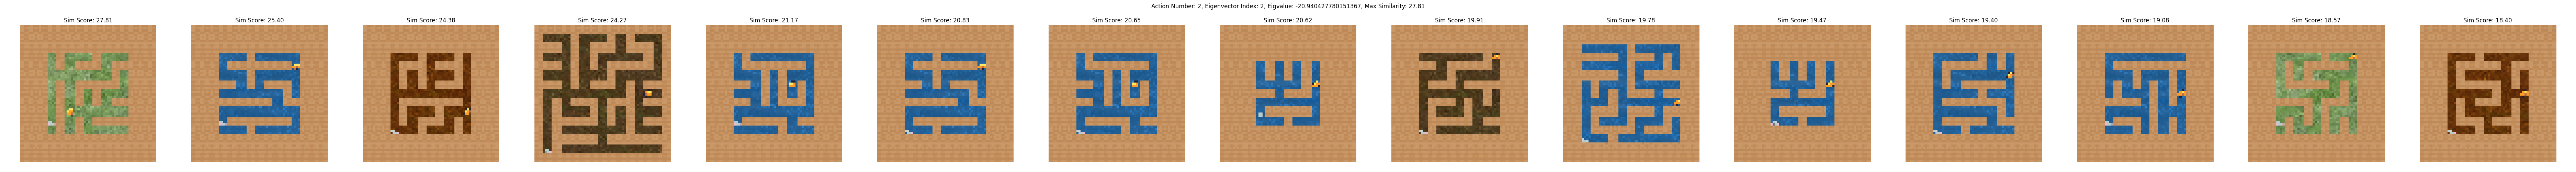 Action Number: 2, Eigenvector Index: 2, Eigvalue: -20.940427780151367, Max Similarity: 27.81
Sim Score: 27.81
Sim Score: 25.40
Sim Score: 24.38
Sim Score: 24.27
Sim Score: 21.17
Sim Score: 20.83
Sim Score: 20.65
Sim Score: 20.62
Sim Score: 19.91
Sim Score: 19.78
Sim Score: 19.47
Sim Score: 19.40
Sim Score: 19.08
Sim Score: 18.57
Sim Score: 18.40